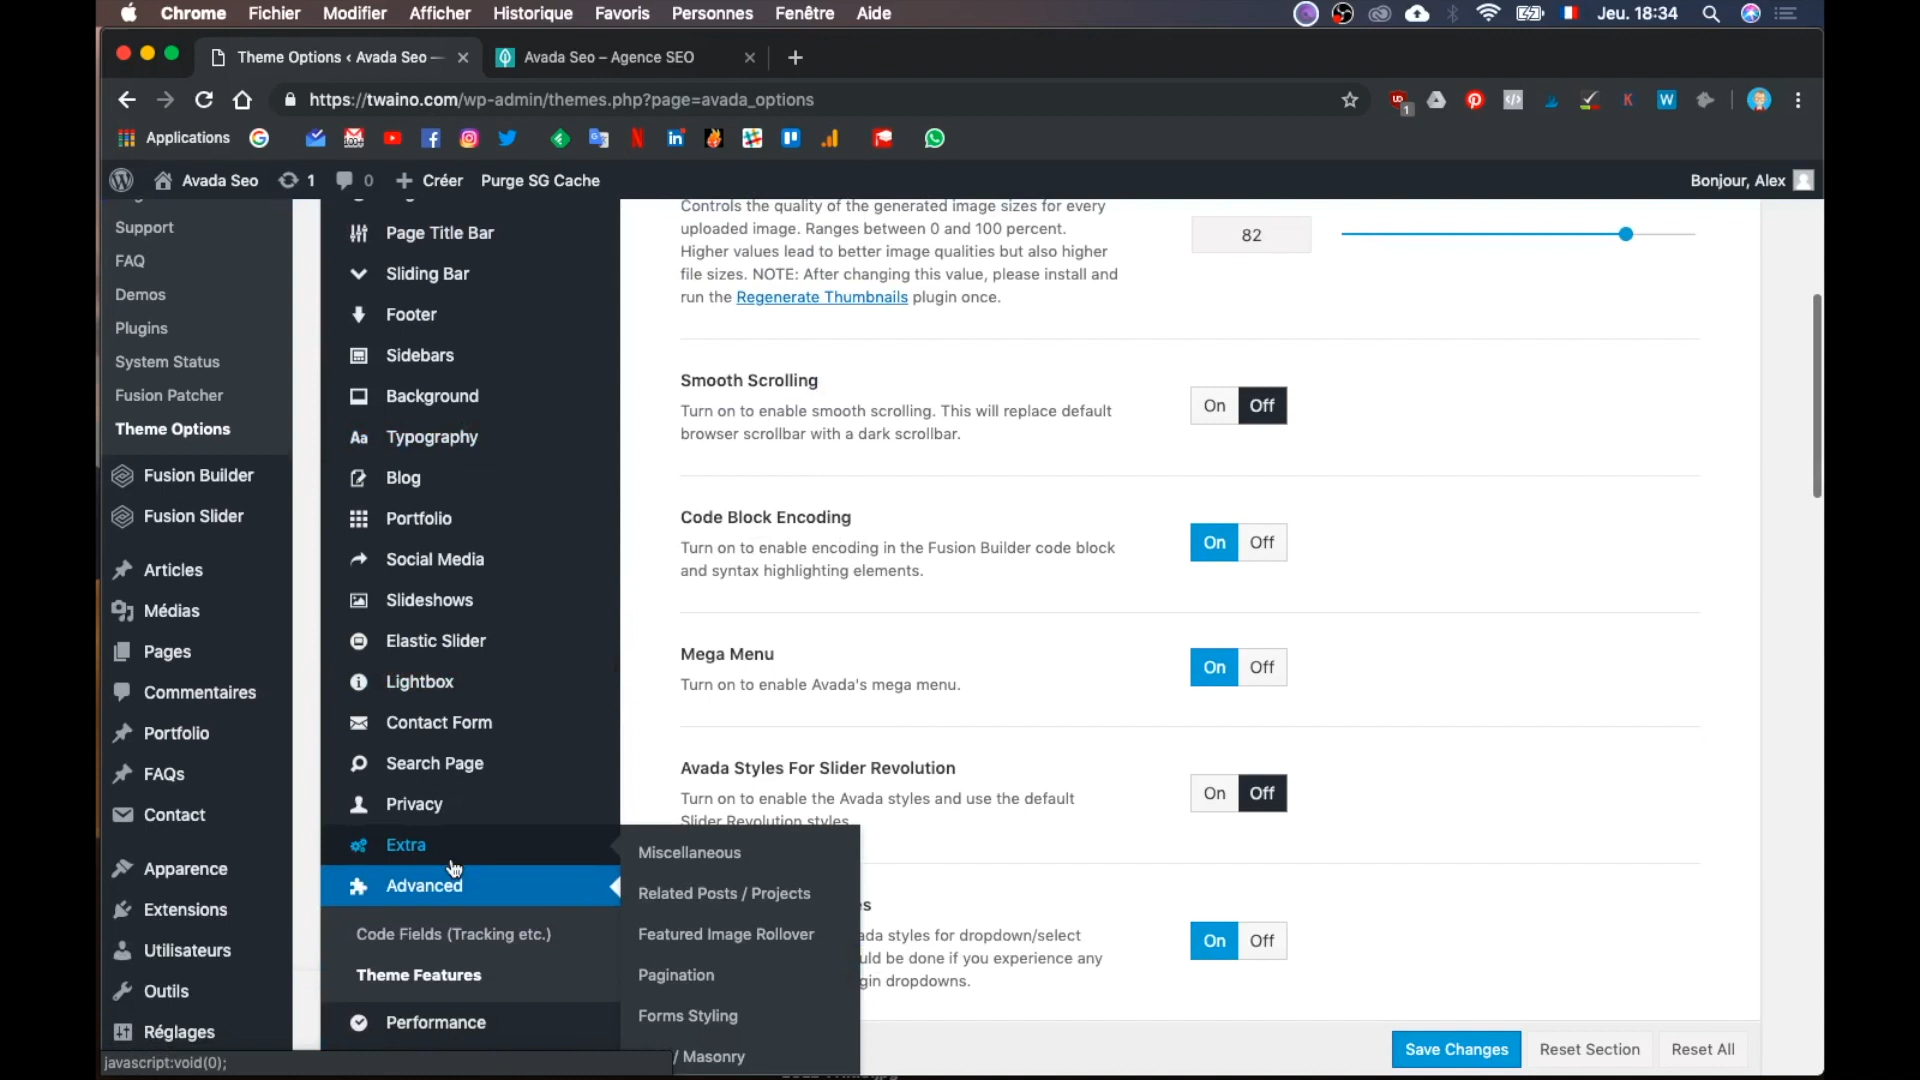 Chrome Fichier Modifier Afficher Historique Favoris Personnes Fenêtre Aide Jeu. 18:34
Theme Options ‹ Avada Seo — Avada Seo – Agence SEO
https://twaino.com/wp-admin/themes.php?page=avada_options
Applications
Avada Seo 1 0 Créer Purge SG Cache Bonjour, Alex
Support
FAQ
Demos
Plugins
System Status
Fusion Patcher
Theme Options
Fusion Builder
Fusion Slider
Articles
Médias
Pages
Commentaires
Portfolio
FAQs
Contact
Apparence
Extensions
Utilisateurs
Outils
Réglages
javascript:void(0);
Page Title Bar
Sliding Bar
Footer
Sidebars
Background
Aa Typography
Blog
Portfolio
Social Media
Slideshows
Elastic Slider
Lightbox
Contact Form
Search Page
Privacy
Extra
Advanced
Code Fields (Tracking etc.)
Theme Features
Performance
Miscellaneous
Related Posts / Projects
Featured Image Rollover
Pagination
Forms Styling
/ Masonry
Controls the quality of the generated image sizes for every
uploaded image. Ranges between 0 and 100 percent.
Higher values lead to better image qualities but also higher
file sizes. NOTE: After changing this value, please install and
run the Regenerate Thumbnails plugin once.
82
Smooth Scrolling
Turn on to enable smooth scrolling. This will replace default
browser scrollbar with a dark scrollbar.
On Off
Code Block Encoding
Turn on to enable encoding in the Fusion Builder code block
and syntax highlighting elements.
On Off
Mega Menu
Turn on to enable Avada's mega menu.
On Off
Avada Styles For Slider Revolution
Turn on to enable the Avada styles and use the default
Slider Revolution styles.
On Off
es
ada styles for dropdown/select
uld be done if you experience any
gin dropdowns.
On Off
Save Changes Reset Section Reset All